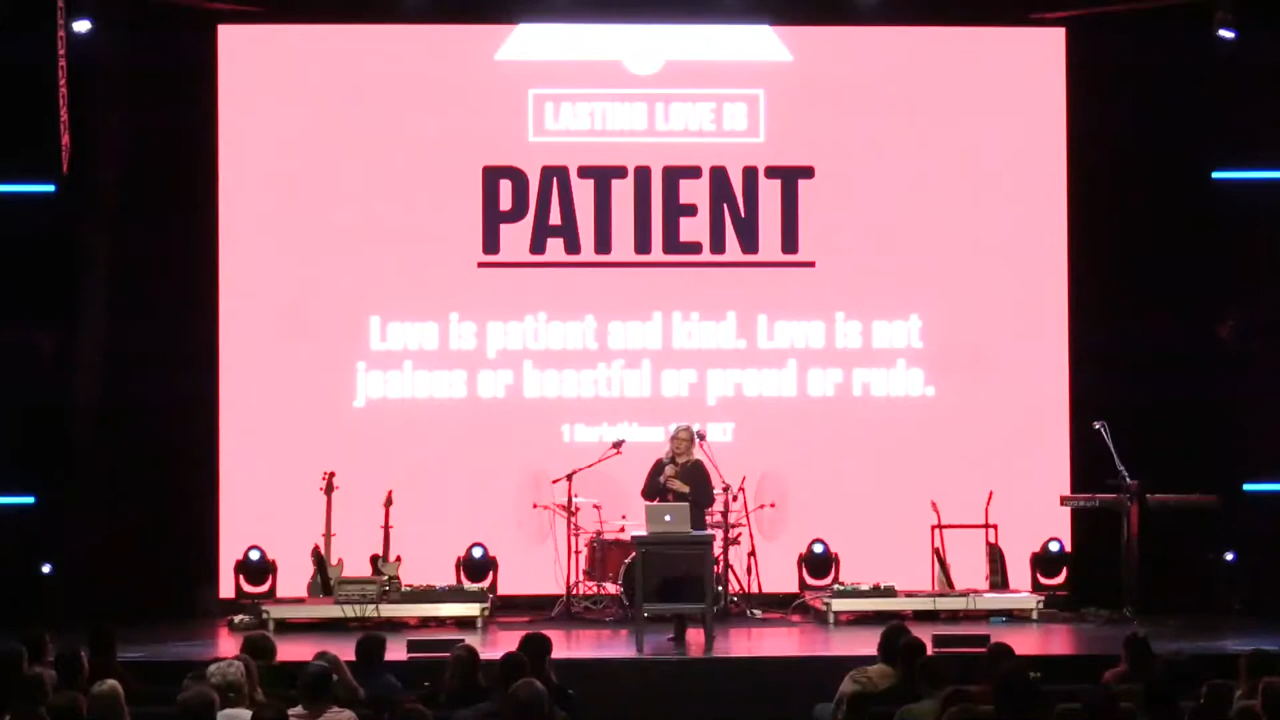 LASTING LOVE IS
PATIENT
Love is patient and kind. Love is not
jealous or boastful or proud or rude.
1